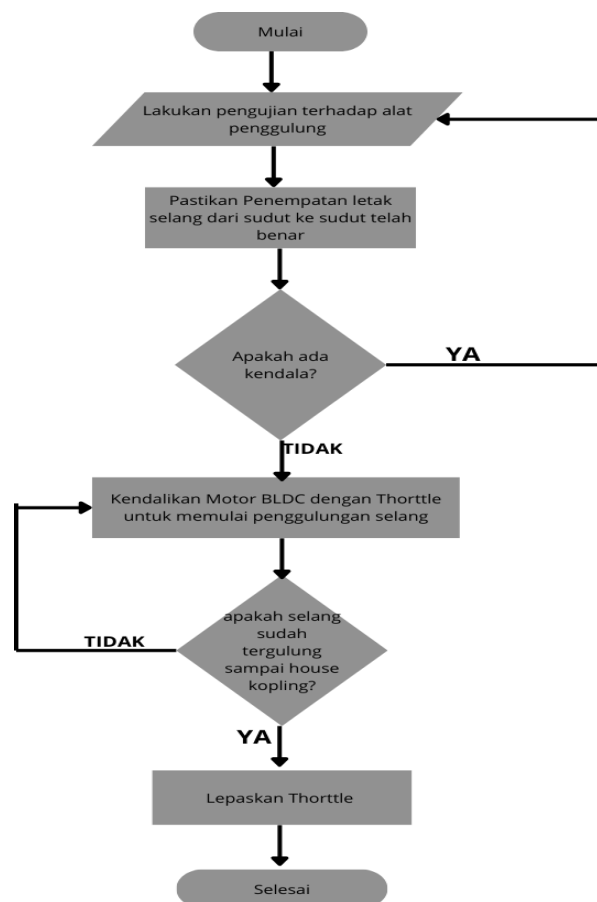 Mulai
Lakukan pengujian terhadap alat
penggulung
Pastikan Penempatan letak
selang dari sudut ke sudut telah
benar
Apakah ada
kendala?
YA
TIDAK
Kendalikan Motor BLDC dengan Thorttle
untuk memulai penggulungan selang
apakah selang
sudah
tergulung
sampai house
kopling?
TIDAK
YA
Lepaskan Thorttle
Selesai